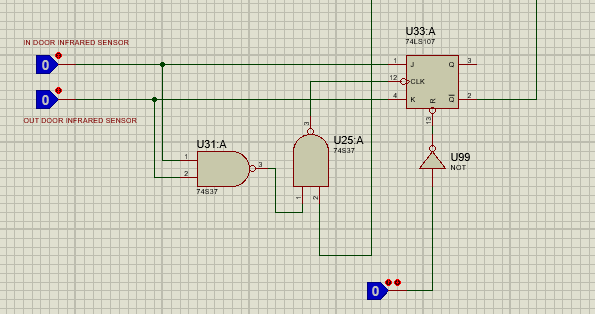 U33:A
74LS107
IN DOOR INFRARED SENSOR
0
1 J Q 3
12 CLK
0
4 K Q 2
R
13
OUT DOOR INFRARED SENSOR
3
U31:A
U25:A
74S37
1
2
3
U99
NOT
74S37
1
2
0